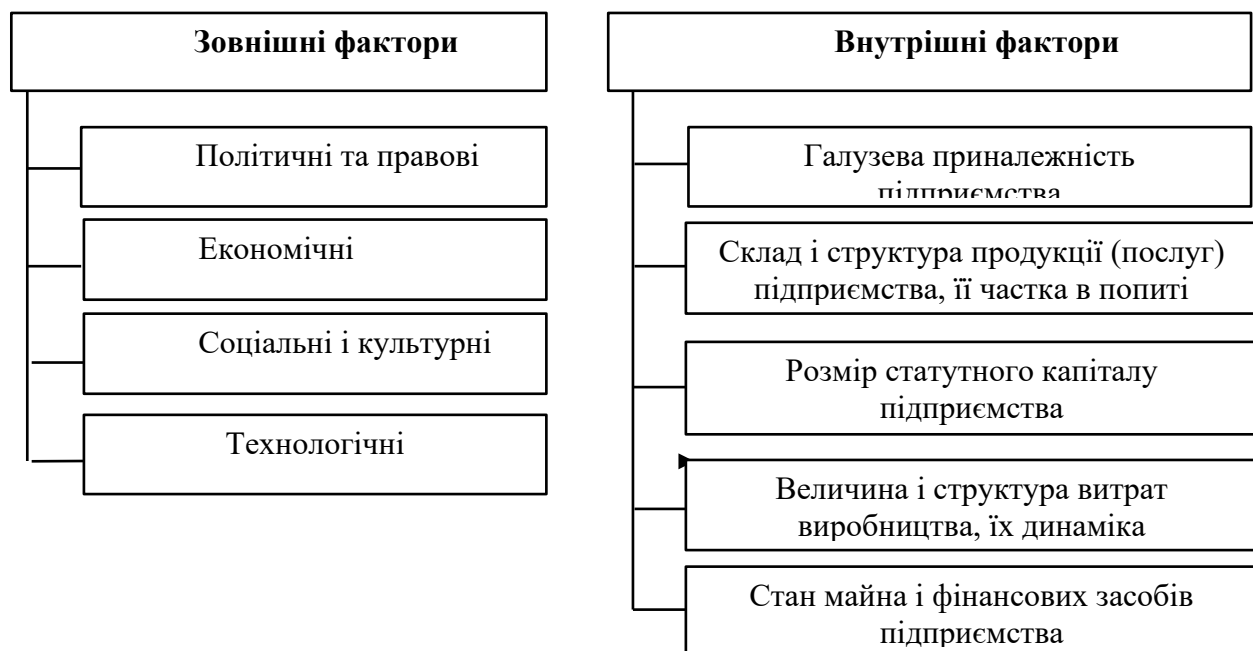 Зовнішні фактори
Політичні та правові
Економічні
Соціальні і культурні
Технологічні
Внутрішні фактори
Галузева приналежність
підприємства
Склад і структура продукції (послуг)
підприємства, її частка в попиті
Розмір статутного капіталу
підприємства
Величина і структура витрат
виробництва, їх динаміка
Стан майна і фінансових засобів
підприємства